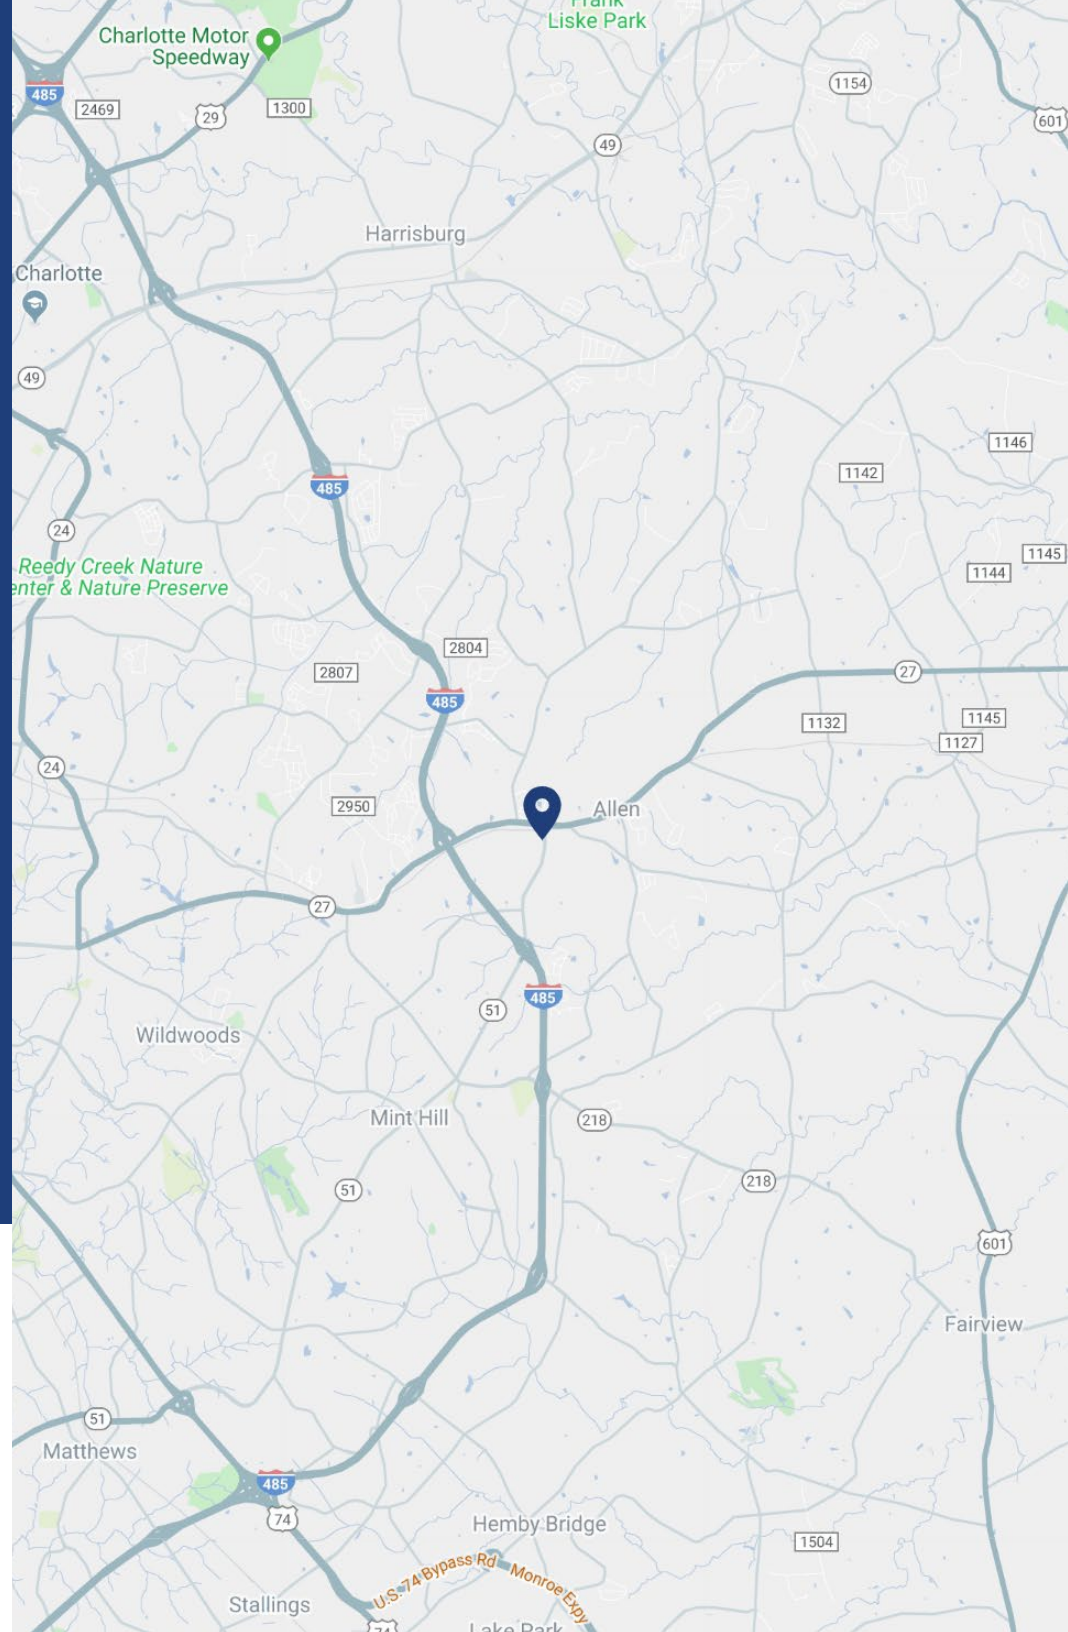 Frank
Liske Park
Charlotte Motor
Speedway
1154
485
2469
1300
29
601
49
Harrisburg
Charlotte
49
1146
1142
485
24
1145
Reedy Creek Nature
enter & Nature Preserve
1144
2804
2807
27
485
1132
1145
1127
24
2950
Allen
27
485
51
Wildwoods
Mint Hill
218
218
51
601
Fairview
51
Matthews
485
74
Hemby Bridge
1504
U.S. 74 Bypass Rd
Monroe Expy
Stallings
74
Lake Park